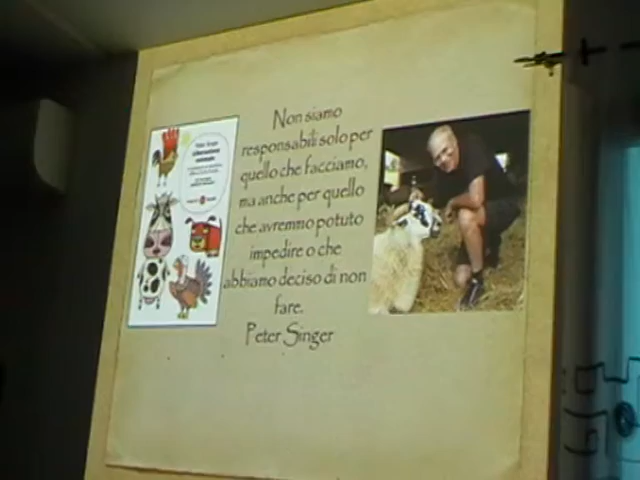 Non siamo
responsabili solo per
quello che facciamo,
ma anche per quello
che avremmo potuto
impedire o che
abbiamo deciso di non
fare.
Peter Singer